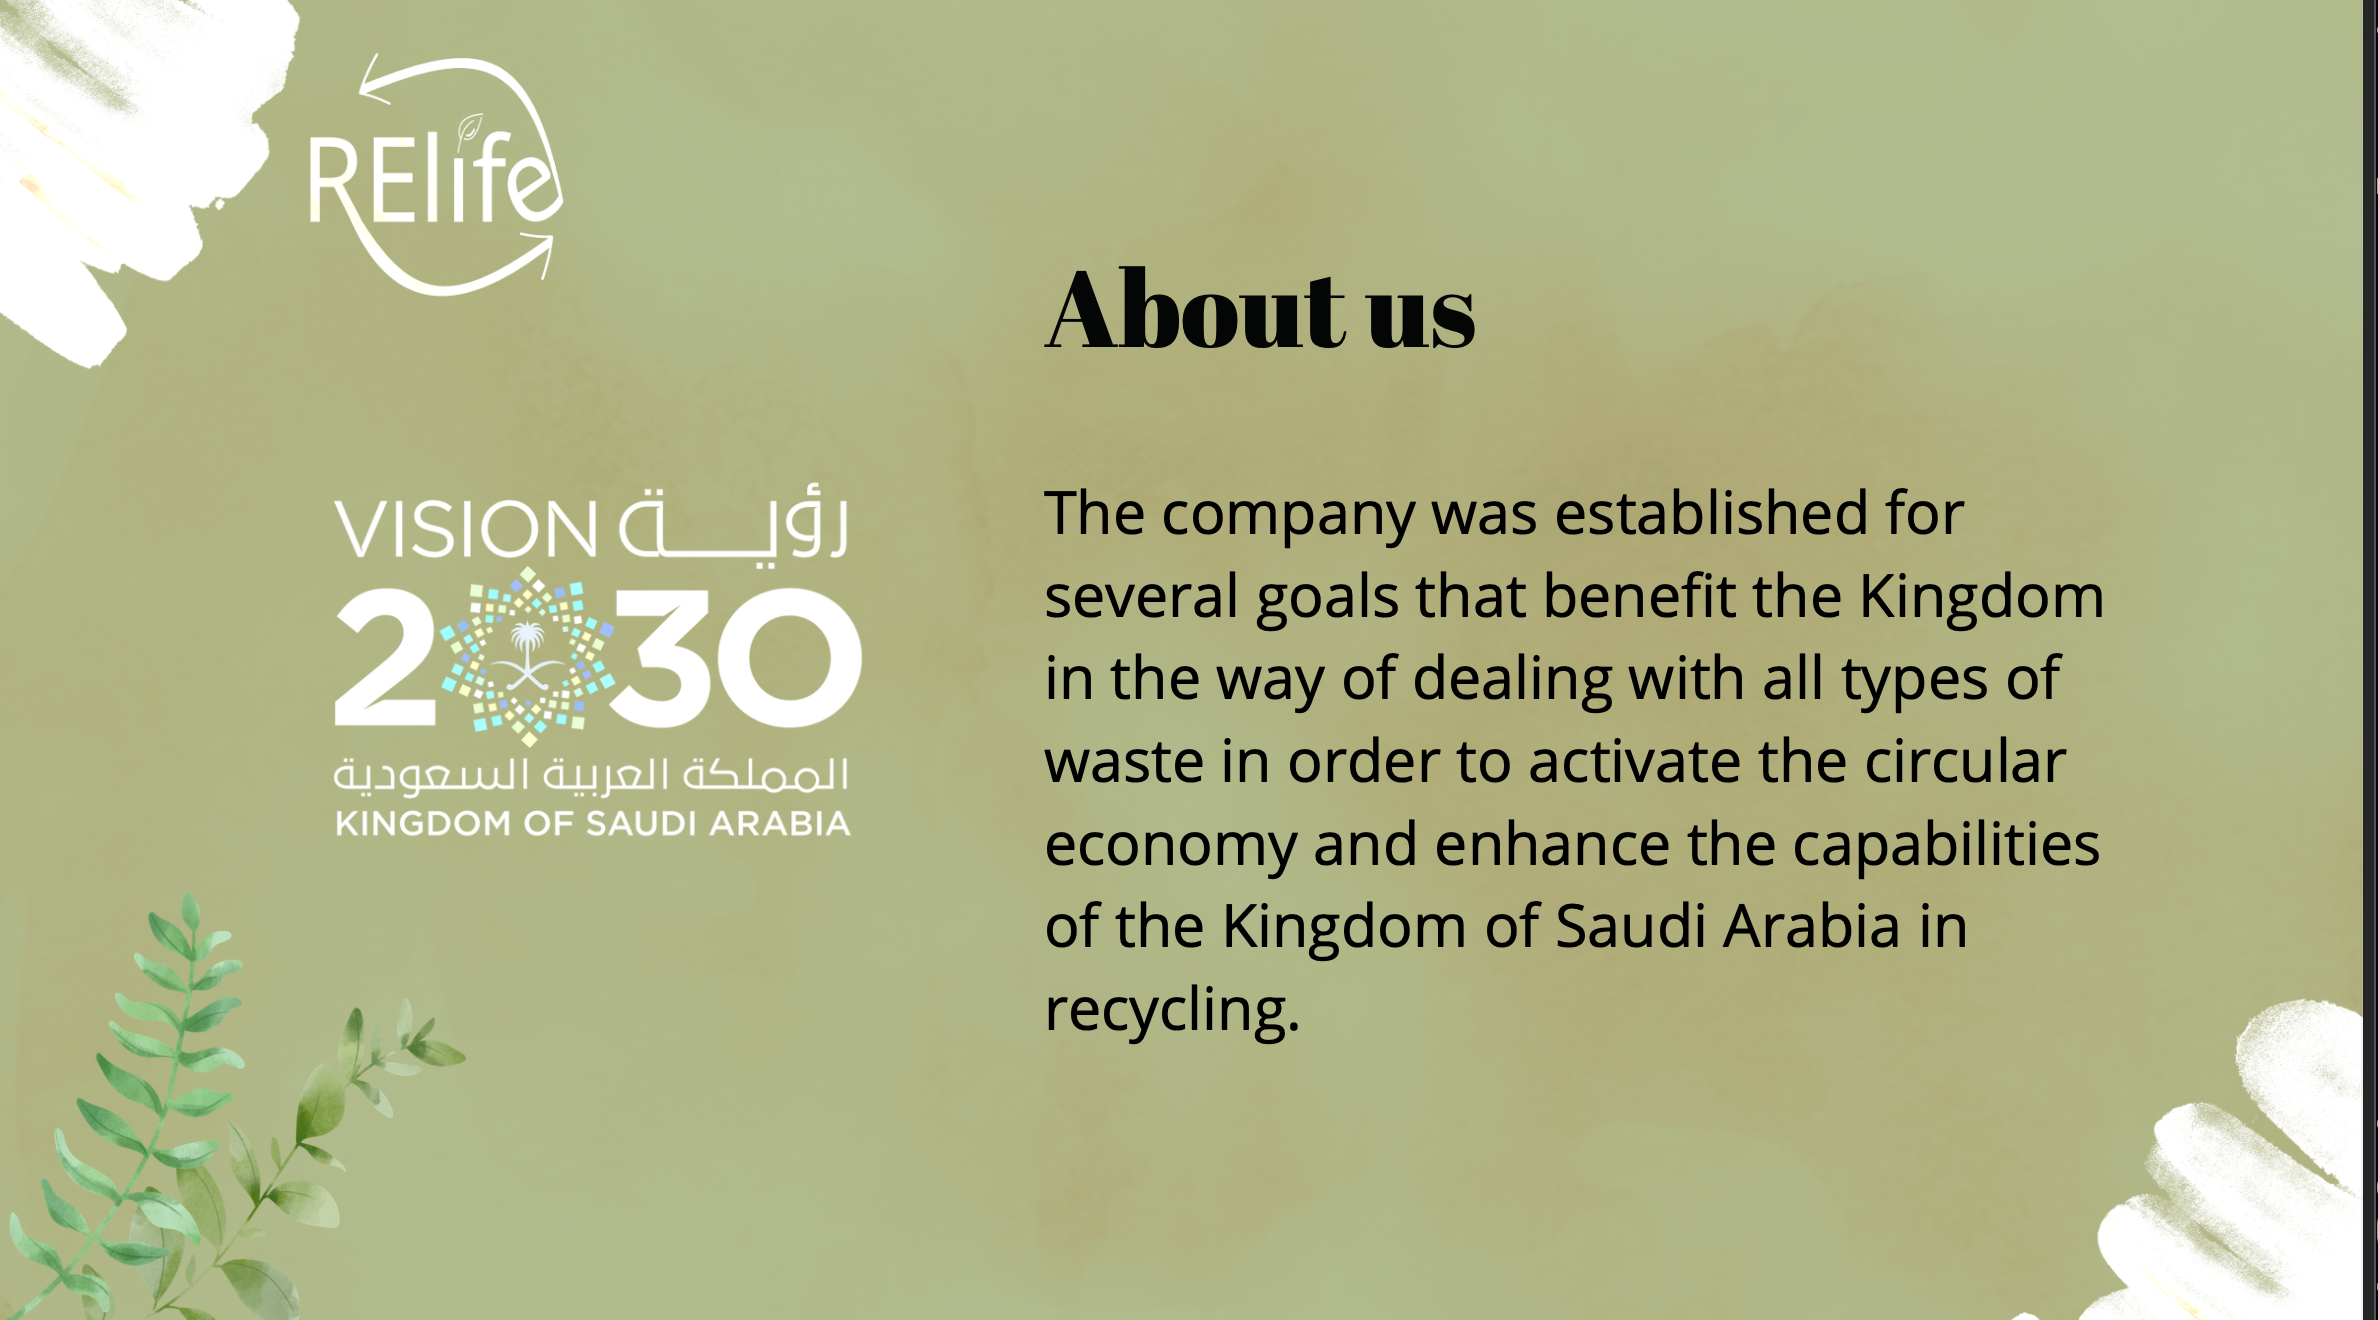 RElife
About us
VISION رؤيــة
2030
المملكة العربية السعودية
KINGDOM OF SAUDI ARABIA
The company was established for
several goals that benefit the Kingdom
in the way of dealing with all types of
waste in order to activate the circular
economy and enhance the capabilities
of the Kingdom of Saudi Arabia in
recycling.